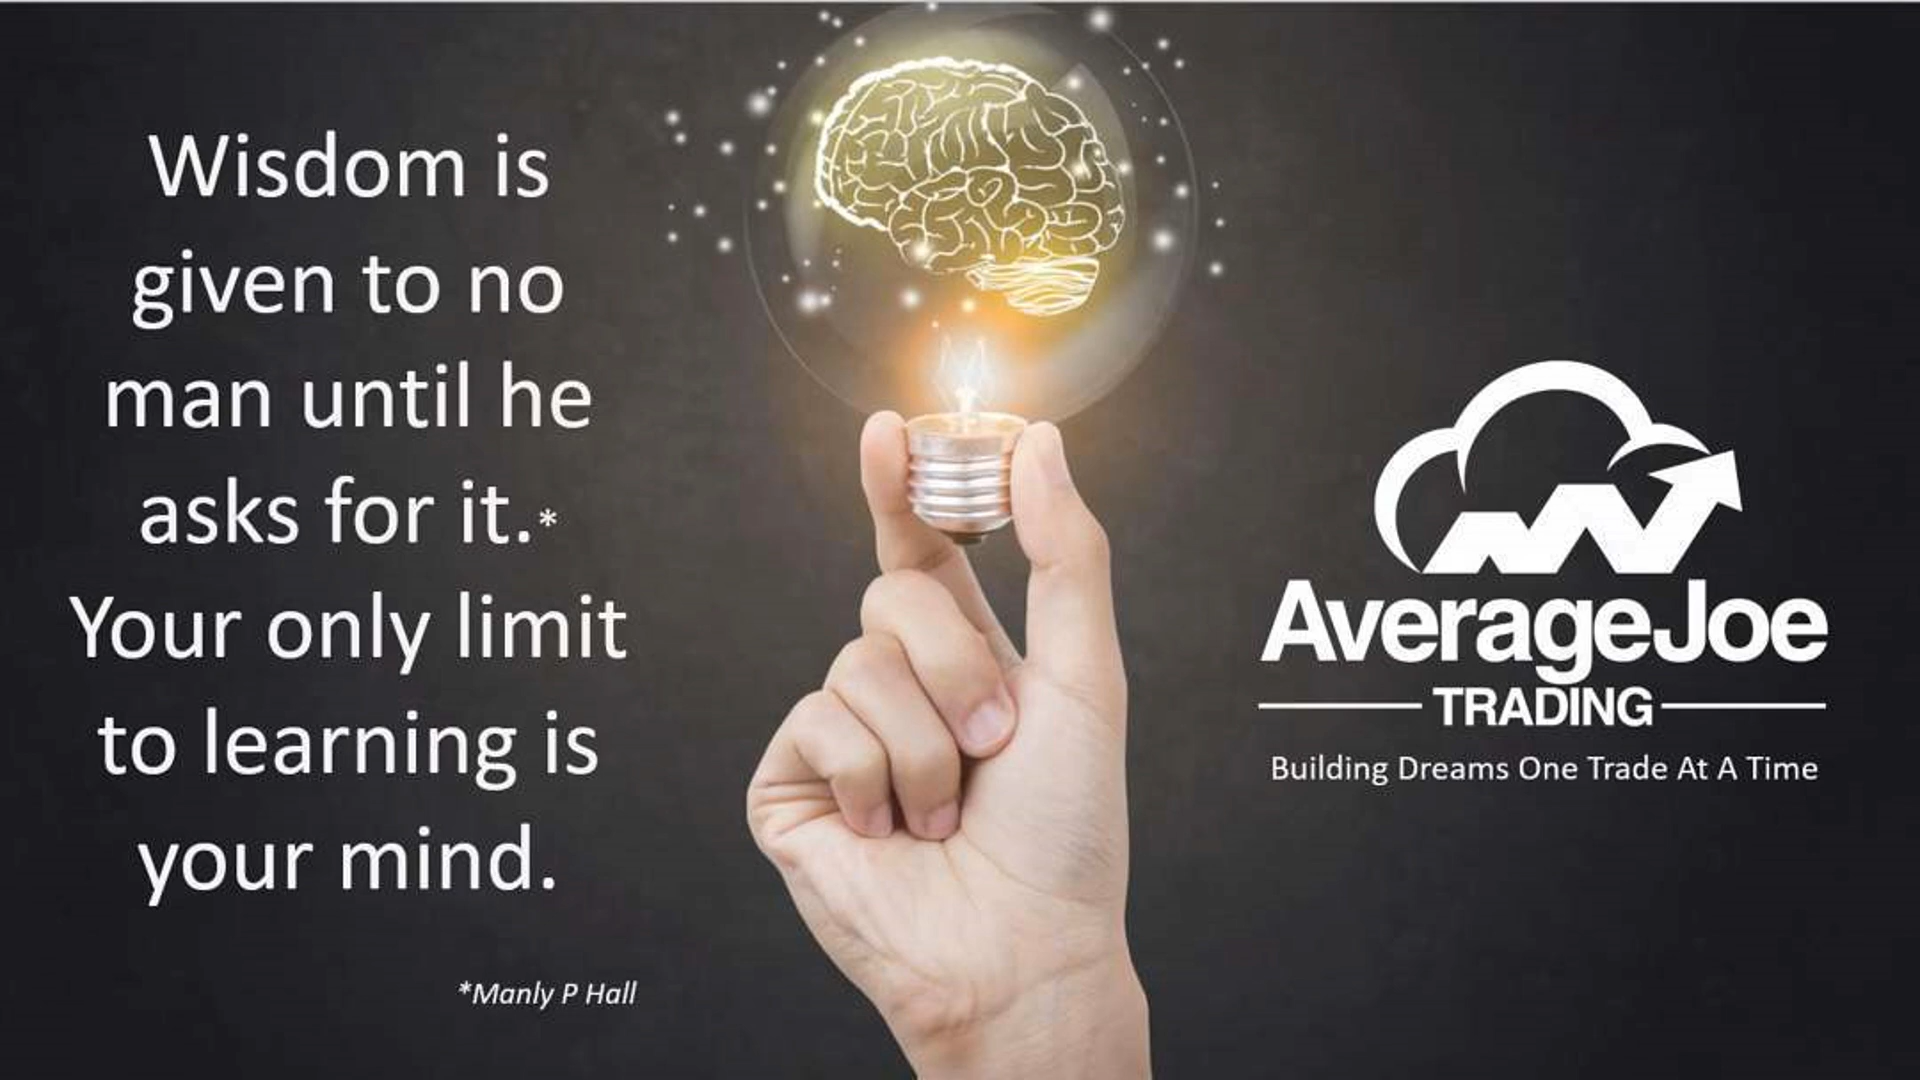 Wisdom is
given to no
man until he
asks for it.*
Your only limit
to learning is
your mind.
*Manly P Hall
AverageJoe
TRADING
Building Dreams One Trade At A Time